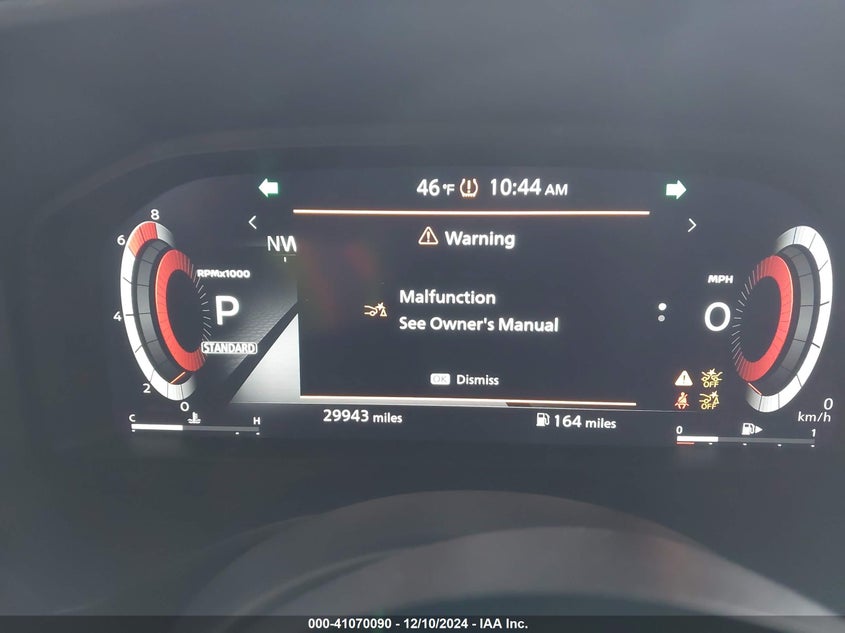 46°F 10:44 AM
8
6
4
2
0
NW
RPMx1000
P
STANDARD
Warning
Malfunction
See Owner's Manual
OK Dismiss
MPH
0
0
km/h
OFF
OFF
C H
29943 miles
164 miles
0 1
000-41070090 - 12/10/2024 - IAA Inc.